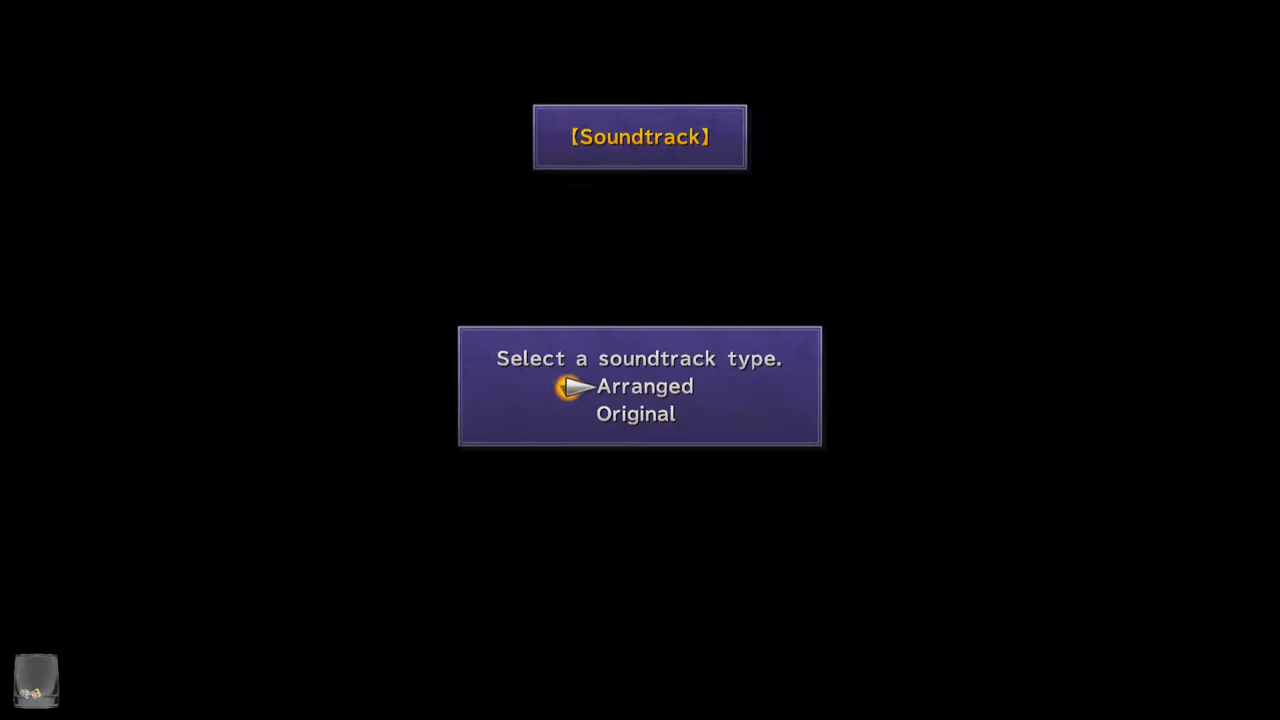 【Soundtrack】
Select a soundtrack type.
Arranged
Original